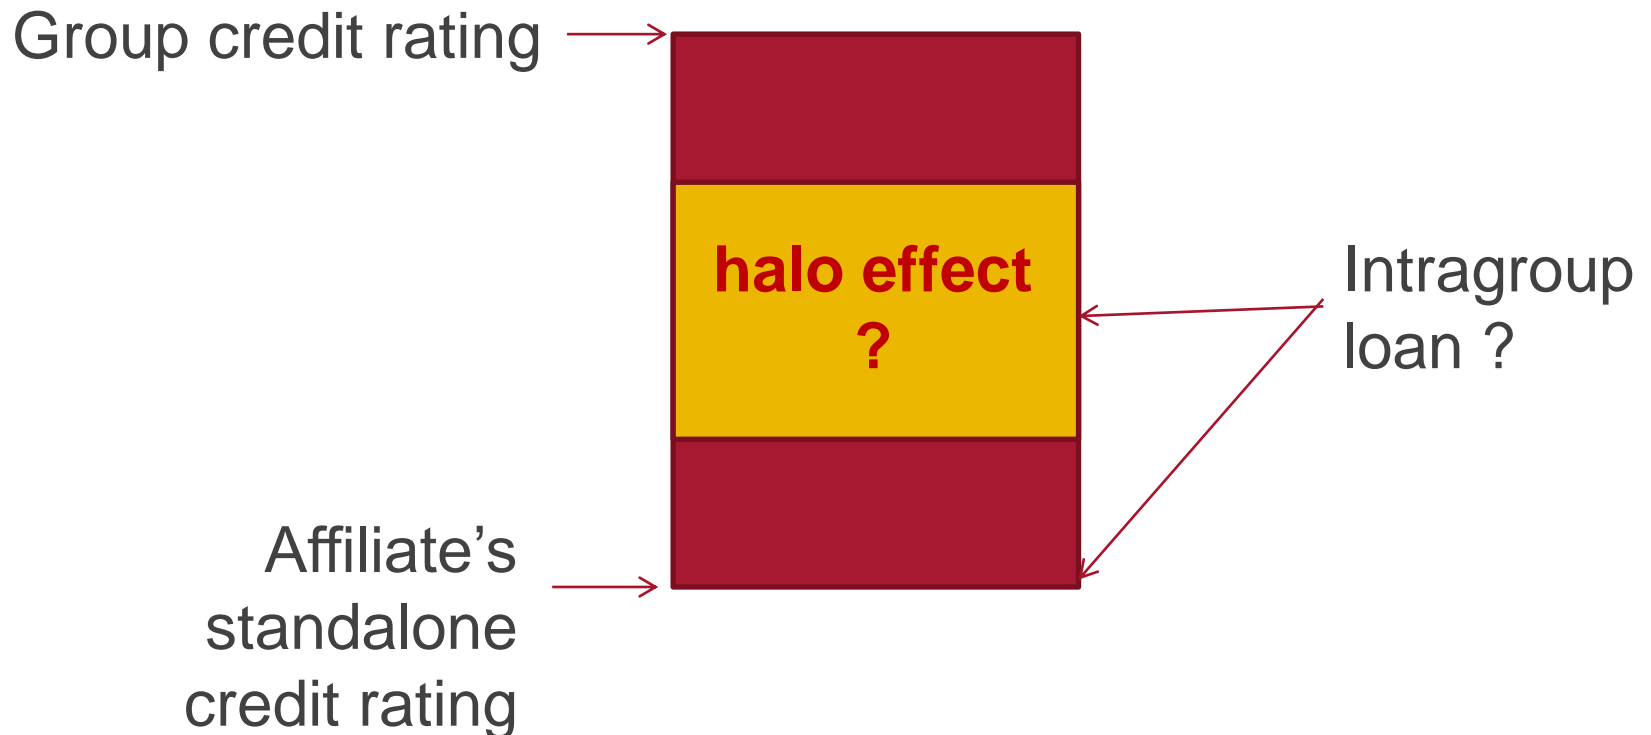 Group credit rating
halo effect
?
Intragroup
loan ?
Affiliate’s
standalone
credit rating